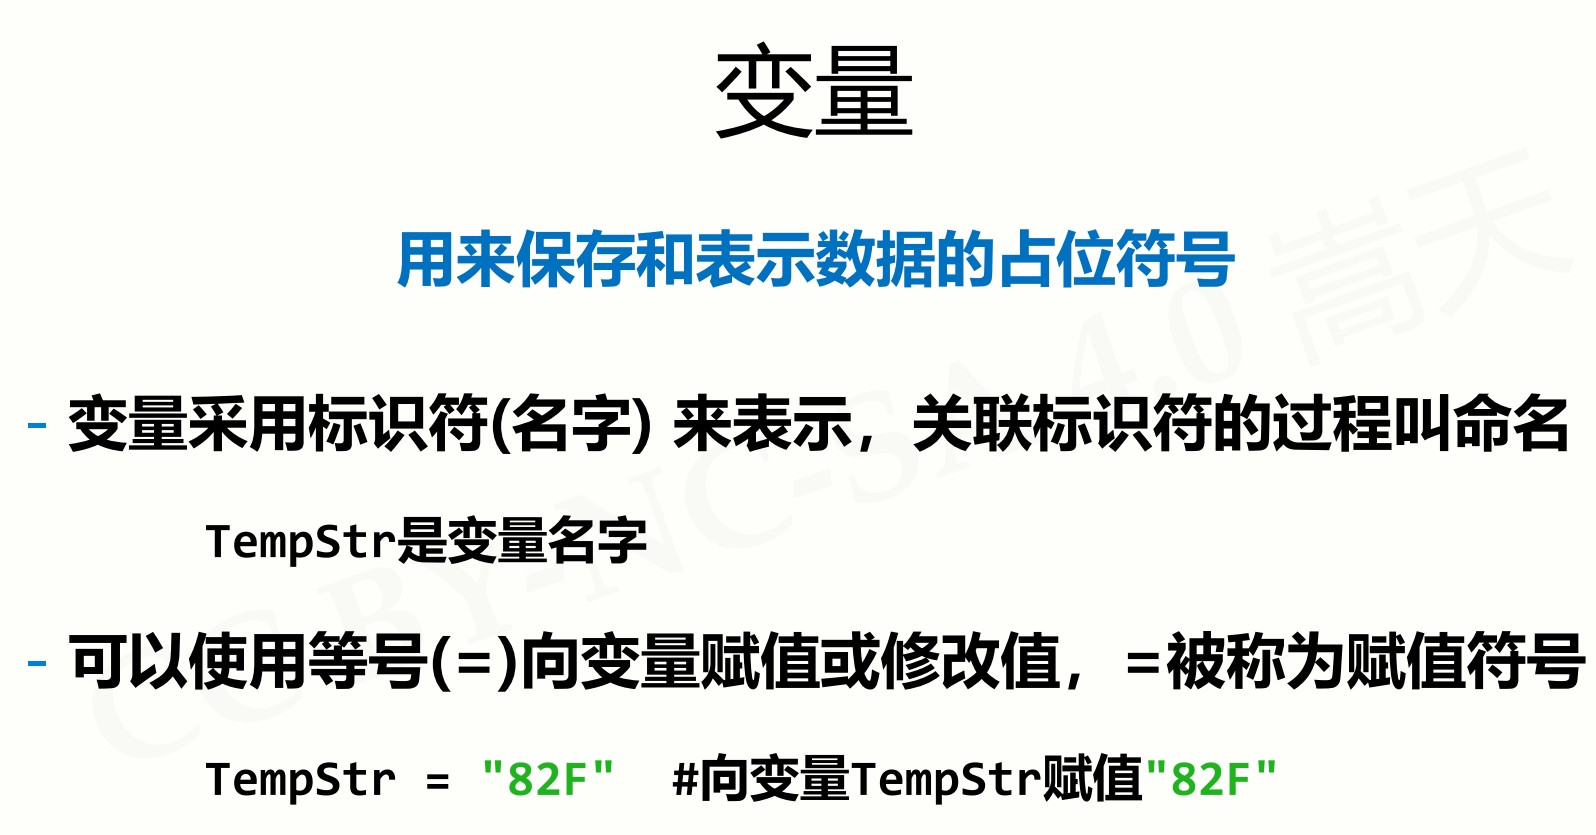 变量
用来保存和表示数据的占位符号
- 变量采用标识符(名字) 来表示，关联标识符的过程叫命名
TempStr是变量名字
- 可以使用等号(=)向变量赋值或修改值，=被称为赋值符号
TempStr = "82F"  #向变量TempStr赋值"82F"
CC BY-NC-SA 4.0 嵩天